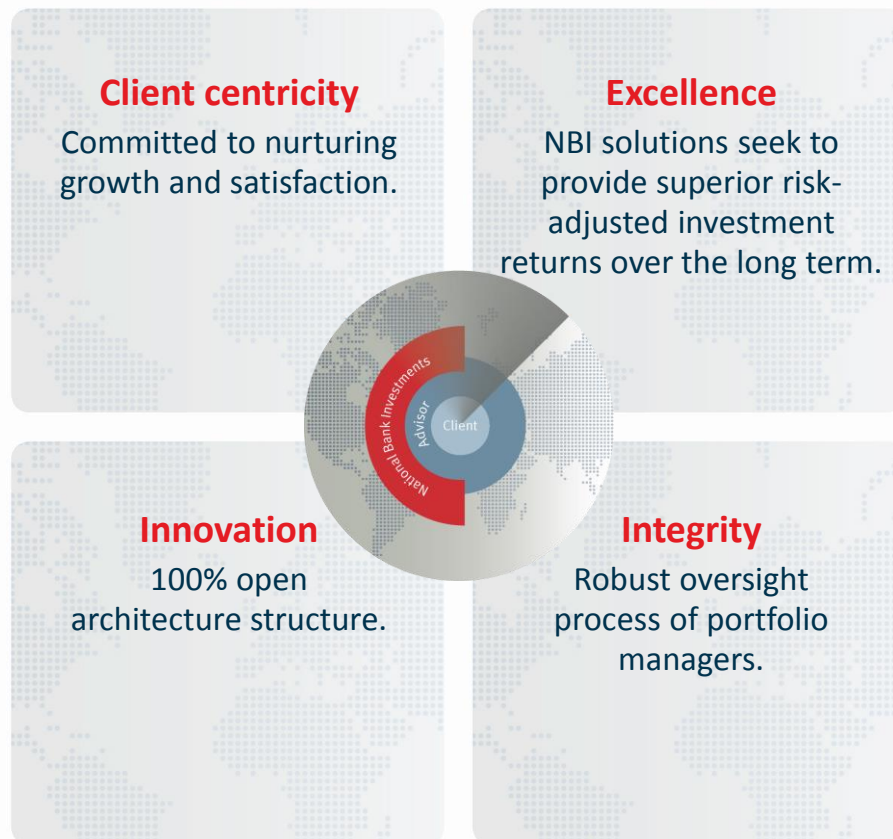 Client centricity
Committed to nurturing
growth and satisfaction.
Excellence
NBI solutions seek to
provide superior risk-
adjusted investment
returns over the long term.
National Bank Investments
Advisor
Client
Innovation
100% open
architecture structure.
Integrity
Robust oversight
process of portfolio
managers.